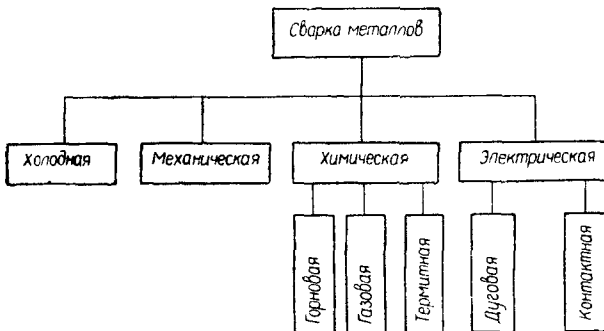 Сварка металлов
Холодная
Механическая
Химическая
Электрическая
Горновая
Газовая
Термитная
Дуговая
Контактная